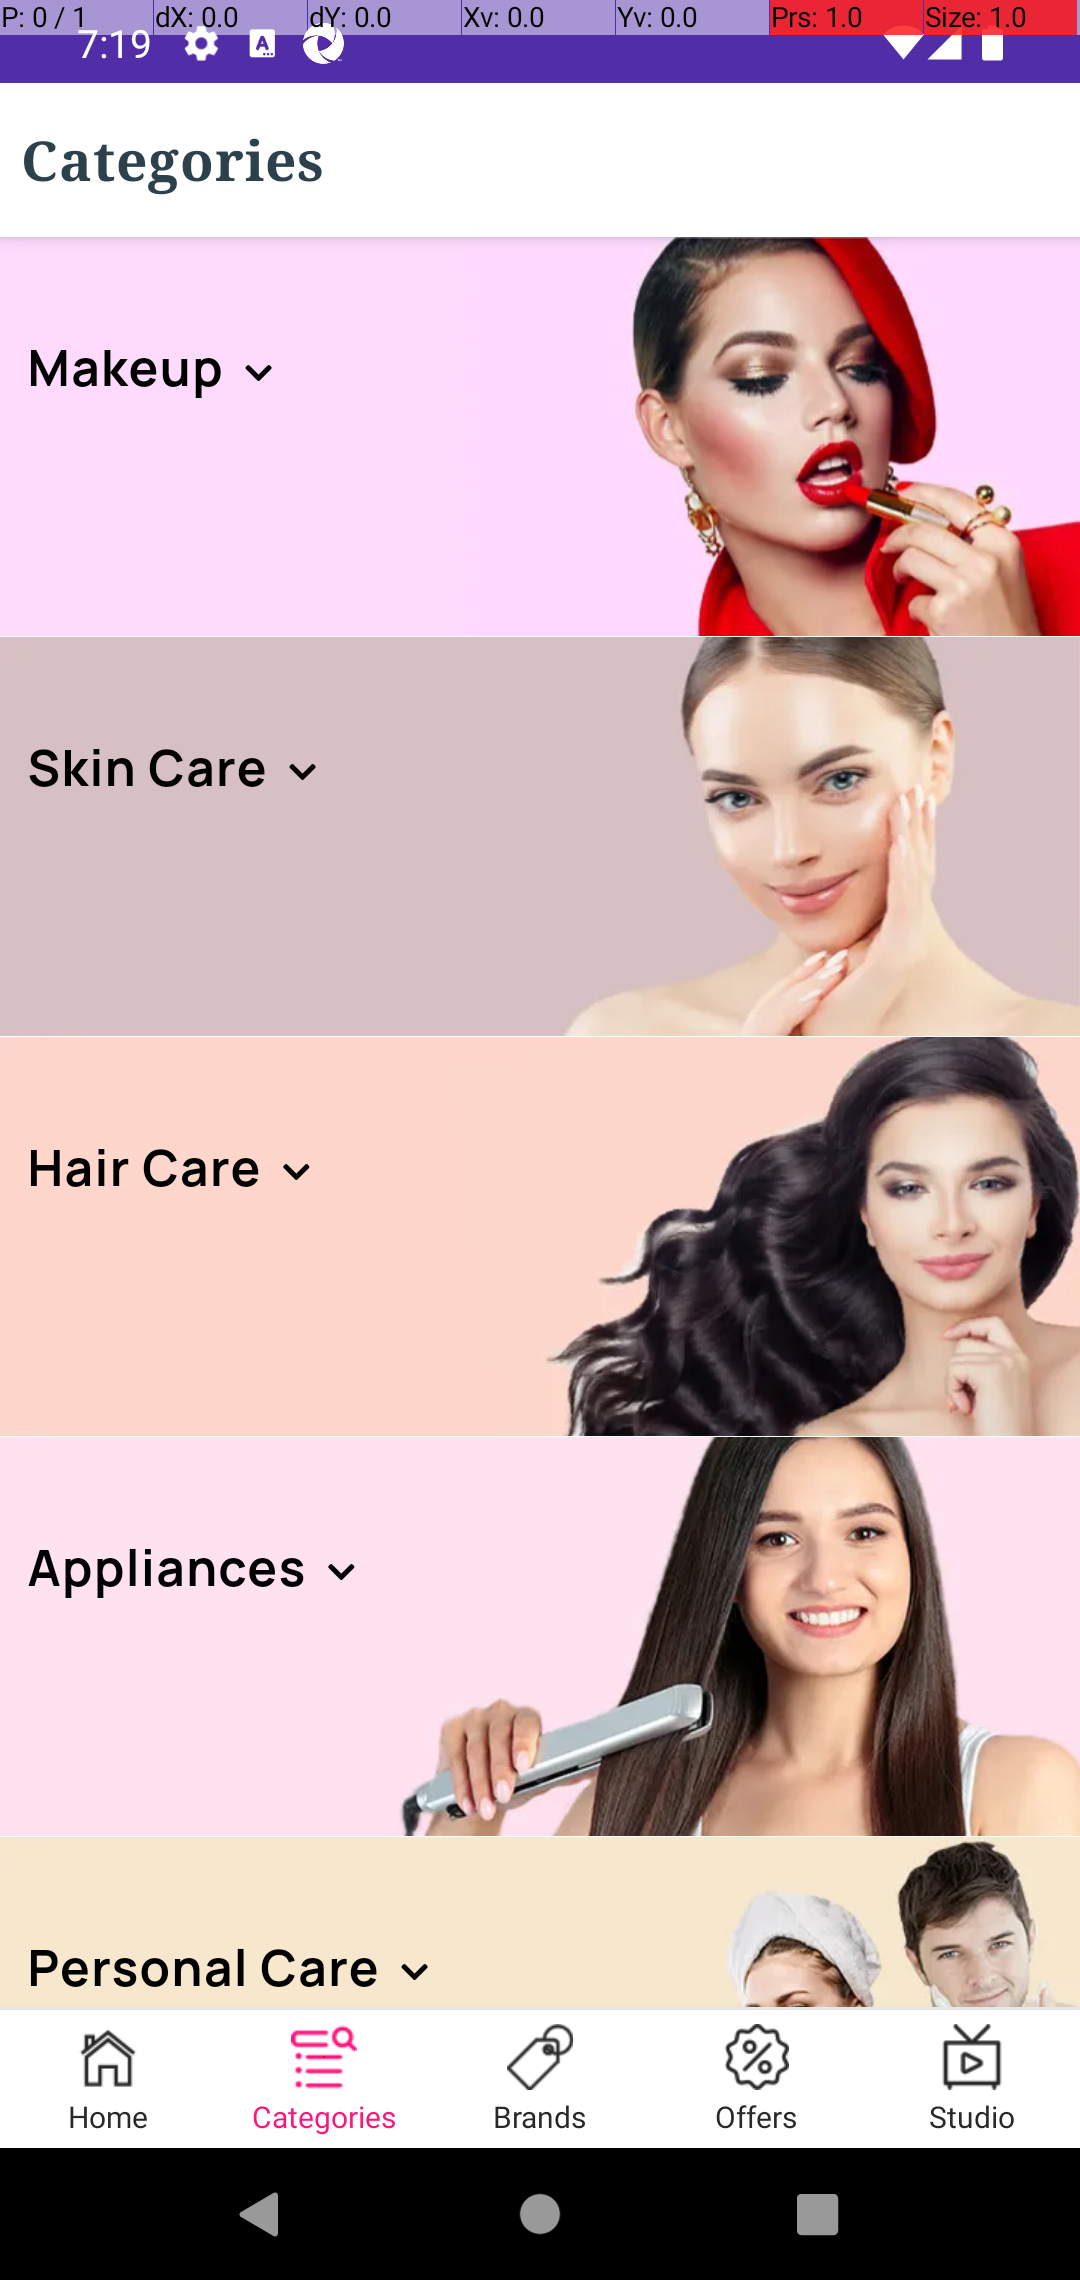 P: 0 / 1 dX: 0.0 dY: 0.0 Xv: 0.0 Yv: 0.0 Prs: 1.0 Size: 1.0
7:19
Categories
Makeup
Skin Care
Hair Care
Appliances
Personal Care
Home Categories Brands Offers Studio